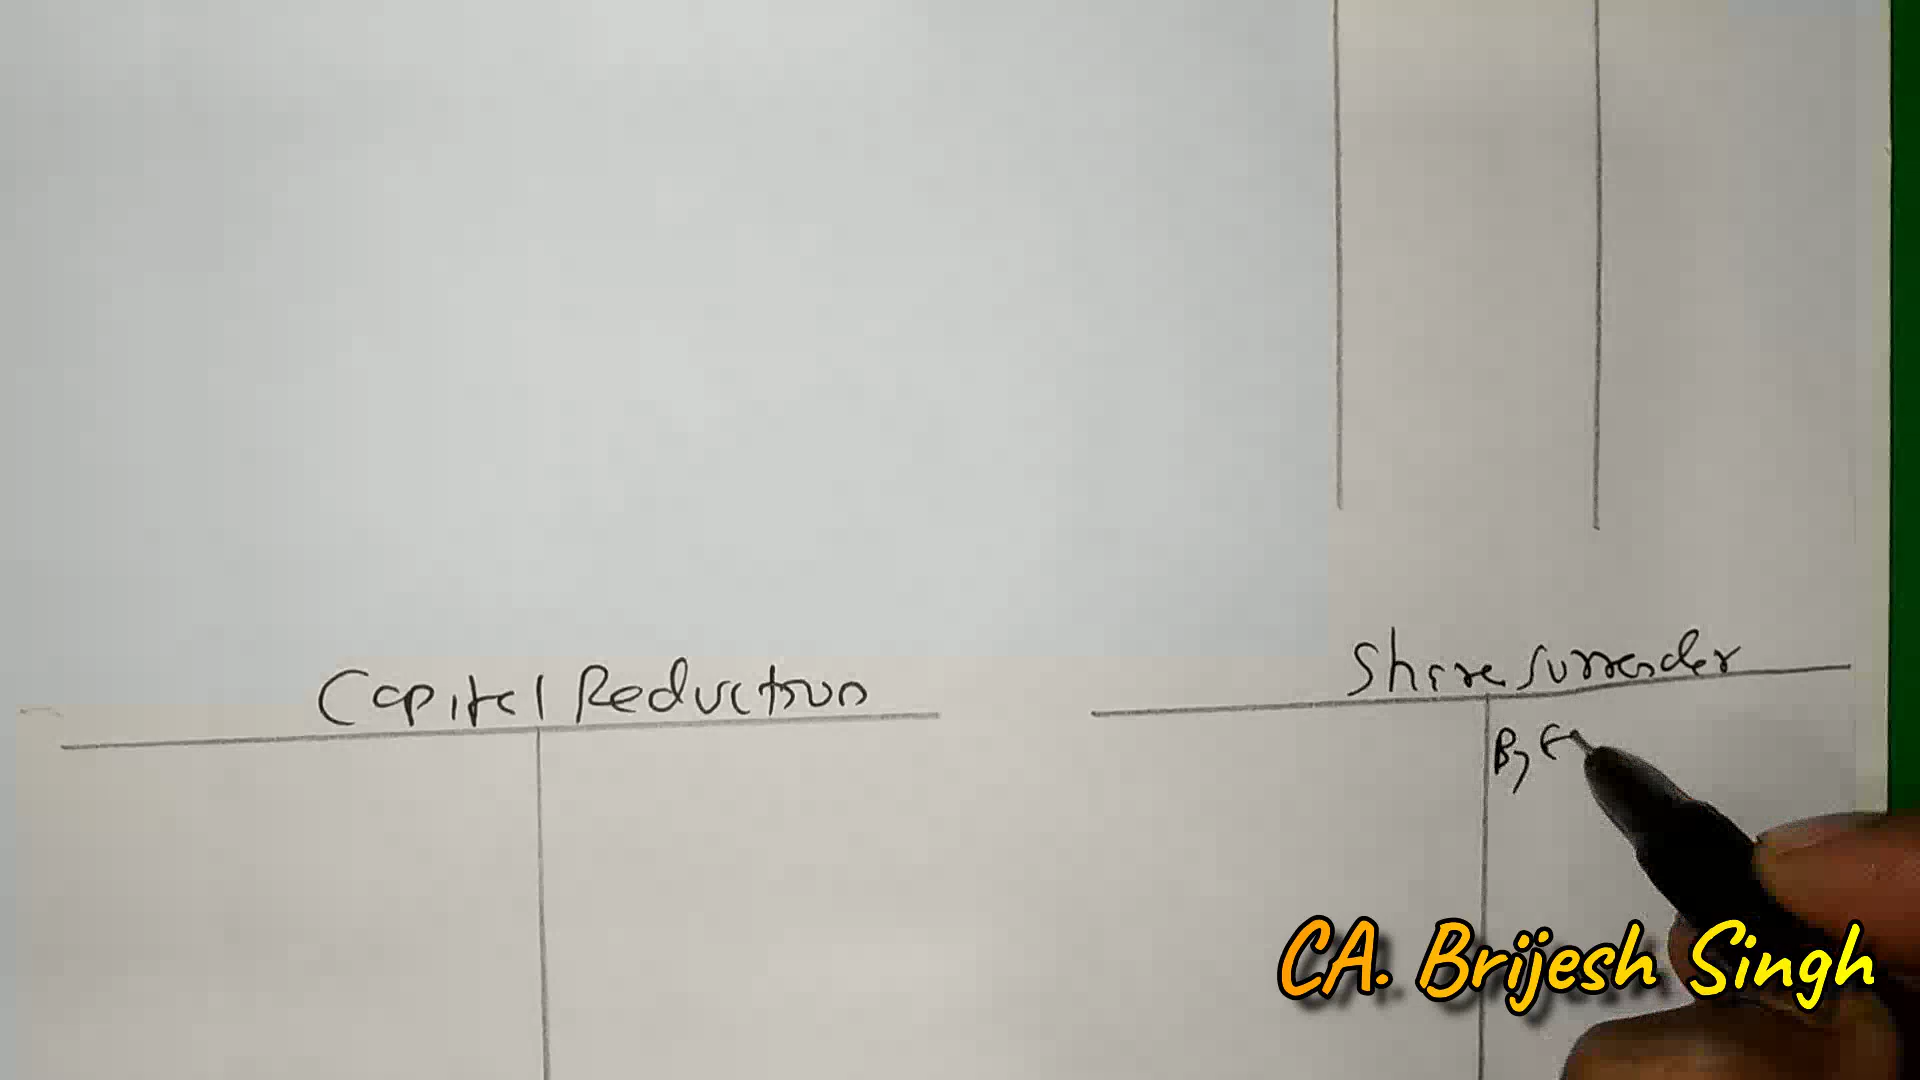 Capital Reduction
Share Surrender
By
CA. Brijesh Singh